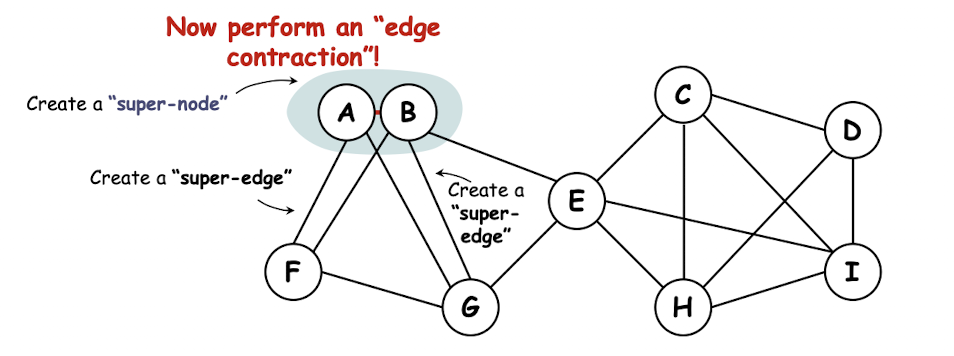 Now perform an “edge
contraction”!
Create a “super-node”
A
B
C
D
Create a “super-edge”
Create a
“super-
edge”
E
F
G
H
I